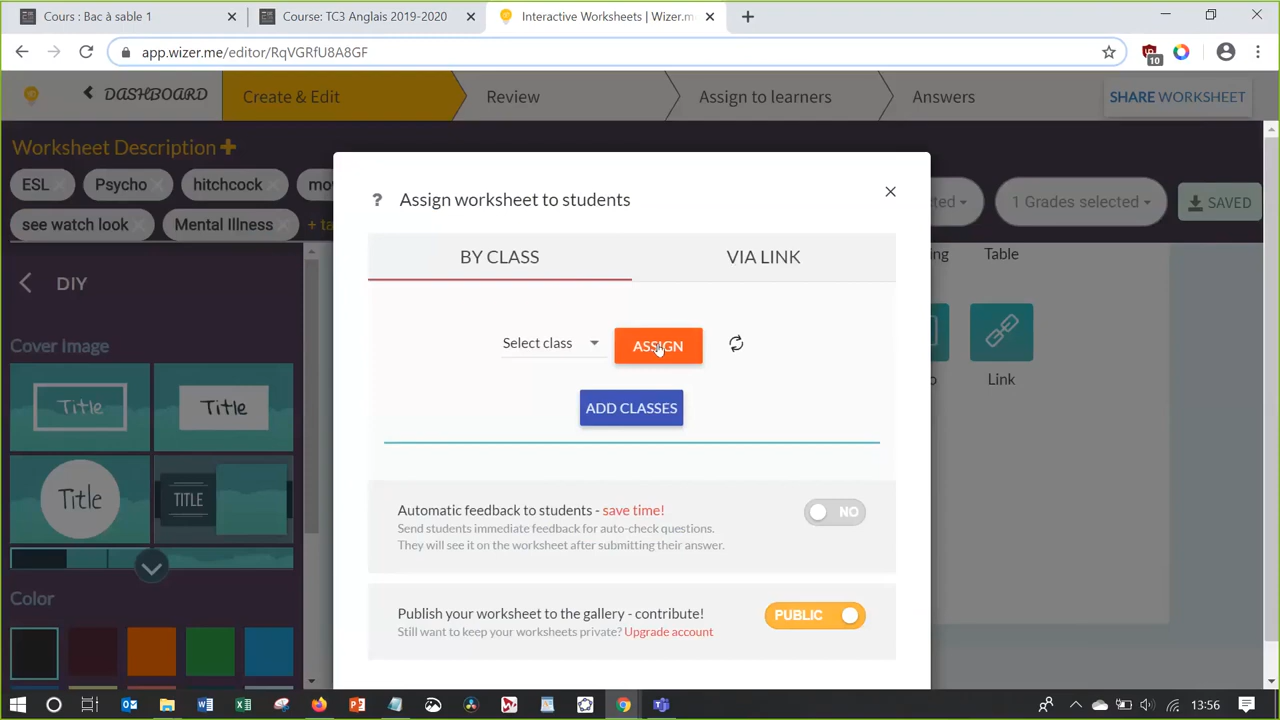 Cours : Bac à sable 1
Course: TC3 Anglais 2019-2020
Interactive Worksheets | Wizer.m
app.wizer.me/editor/RqVGRfU8A8GF
10
DASHBOARD
Create & Edit
Review
Assign to learners
Answers
SHARE WORKSHEET
Worksheet Description
ESL
Psycho
hitchcock
see watch look
Mental Illness
1 Grades selected
SAVED
DIY
Cover Image
Title
Title
Title
TITLE
Color
? Assign worksheet to students
BY CLASS
VIA LINK
Select class
ASSIGN
ADD CLASSES
Automatic feedback to students - save time!
Send students immediate feedback for auto-check questions.
They will see it on the worksheet after submitting their answer.
NO
Publish your worksheet to the gallery - contribute!
Still want to keep your worksheets private? Upgrade account
PUBLIC
Table
Link
13:56